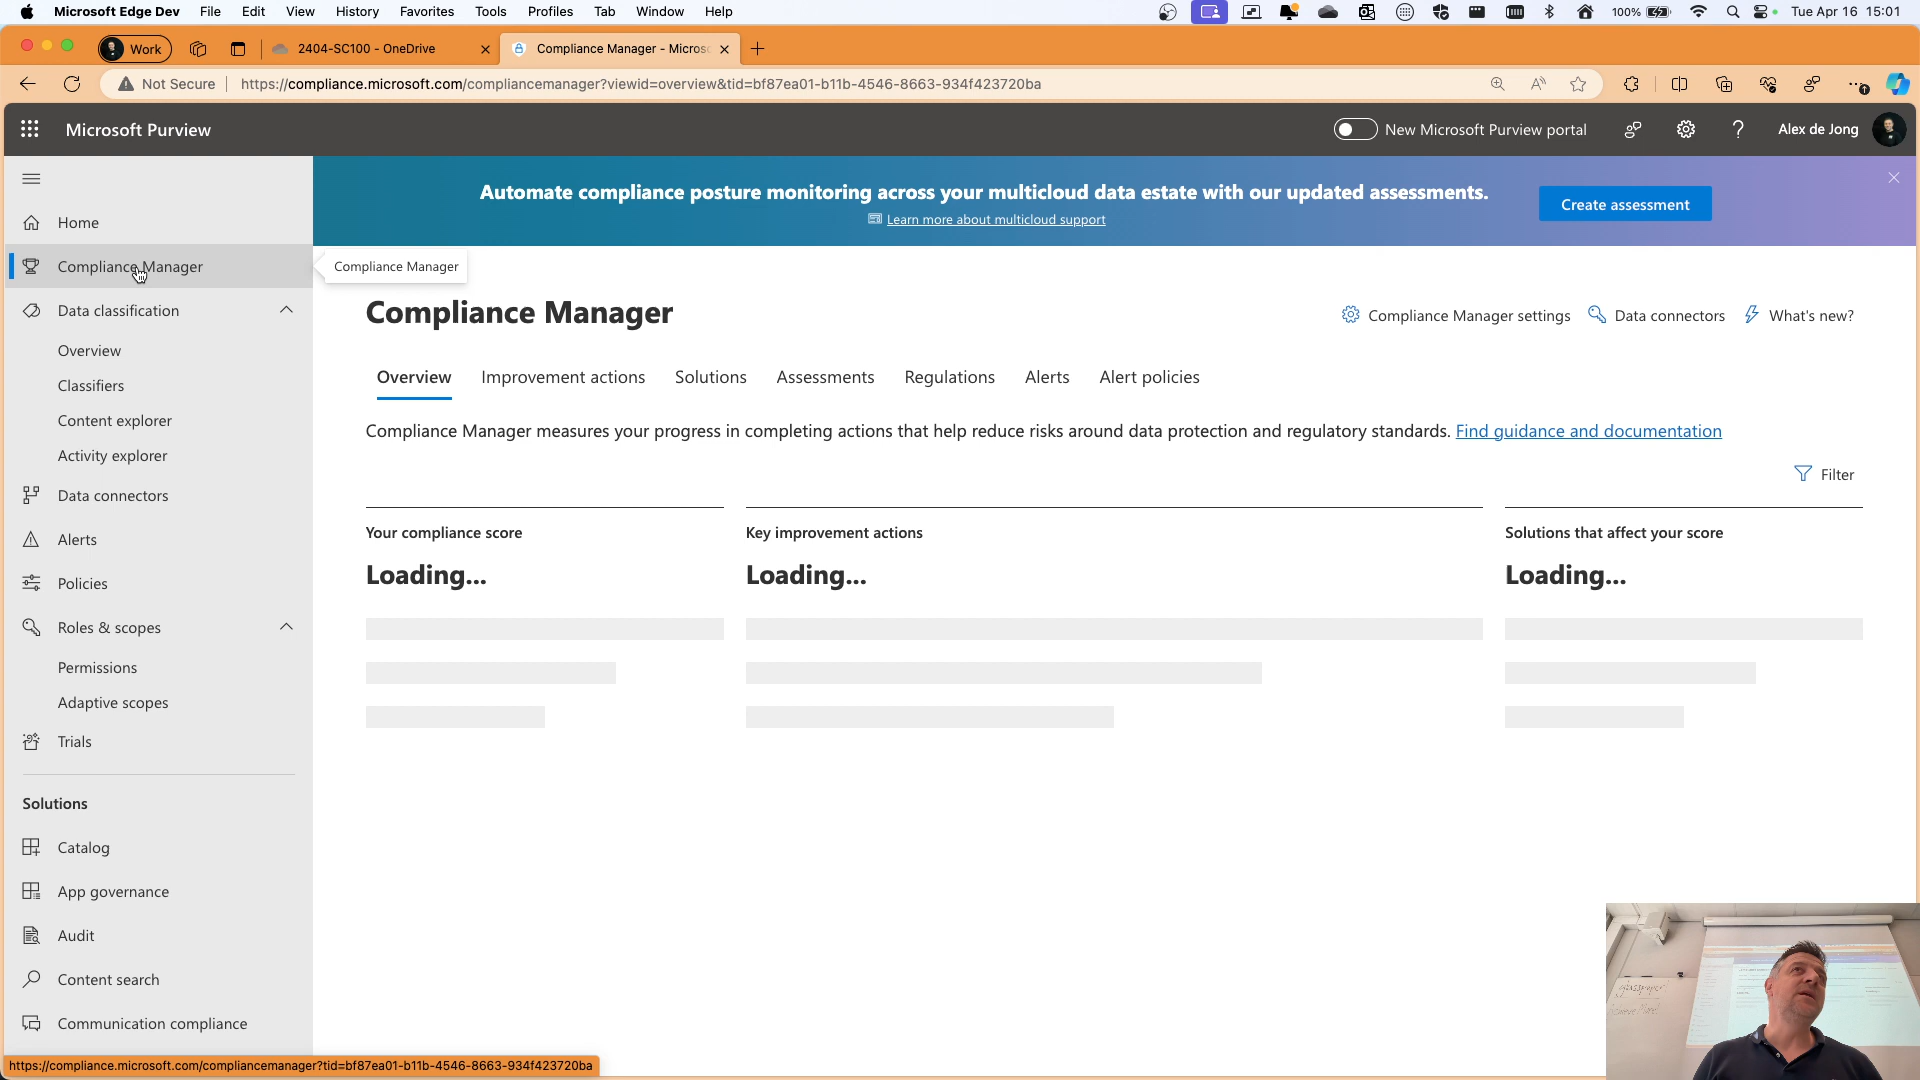 Microsoft Edge Dev File Edit View History Favorites Tools Profiles Tab Window Help 100% Tue Apr 16 15:01
Work 2404-SC100 - OneDrive Compliance Manager - Micros
Not Secure https://compliance.microsoft.com/compliancemanager?viewid=overview&tid=bf87ea01-b11b-4546-8663-934f423720ba
Microsoft Purview New Microsoft Purview portal Alex de Jong
Automate compliance posture monitoring across your multicloud data estate with our updated assessments.
Learn more about multicloud support
Create assessment
Home
Compliance Manager
Data classification
Overview
Classifiers
Content explorer
Activity explorer
Data connectors
Alerts
Policies
Roles & scopes
Permissions
Adaptive scopes
Trials
Solutions
Catalog
App governance
Audit
Content search
Communication compliance
Compliance Manager
Compliance Manager
Compliance Manager settings Data connectors What's new?
Overview Improvement actions Solutions Assessments Regulations Alerts Alert policies
Compliance Manager measures your progress in completing actions that help reduce risks around data protection and regulatory standards. Find guidance and documentation
Filter
Your compliance score
Loading...
Key improvement actions
Loading...
Solutions that affect your score
Loading...
https://compliance.microsoft.com/compliancemanager?tid=bf87ea01-b11b-4546-8663-934f423720ba